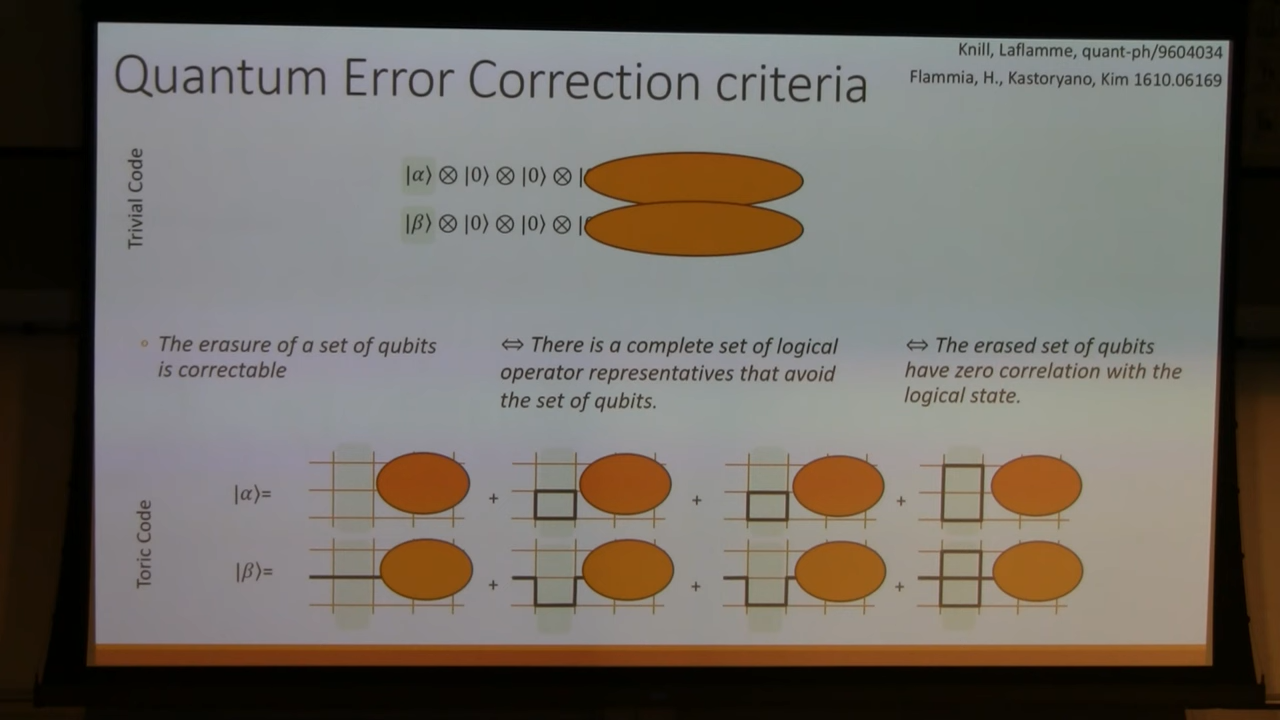 Quantum Error Correction criteria
Knill, Laflamme, quant-ph/9604034
Flammia, H., Kastoryano, Kim 1610.06169
Trivial Code
|α⟩ ⊗ |0⟩ ⊗ |0⟩ ⊗ |
|β⟩ ⊗ |0⟩ ⊗ |0⟩ ⊗ |
The erasure of a set of qubits
is correctable
⇔ There is a complete set of logical
operator representatives that avoid
the set of qubits.
⇔ The erased set of qubits
have zero correlation with the
logical state.
Toric Code
|α⟩= + + +
|β⟩= + + +